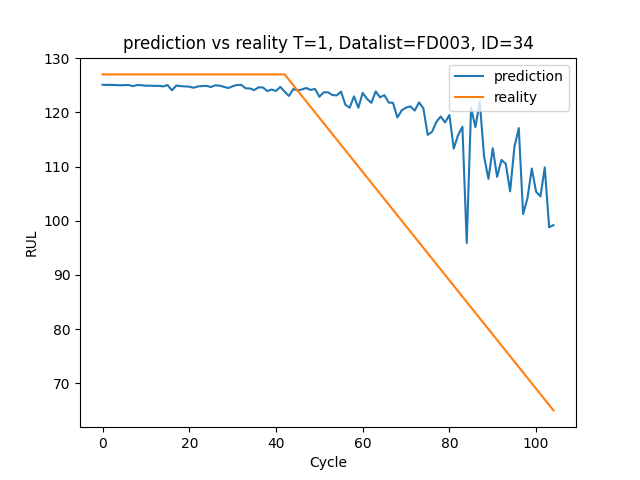 prediction vs reality T=1, Datalist=FD003, ID=34
prediction
reality
130
120
110
100
90
80
70
RUL
0 20 40 60 80 100
Cycle